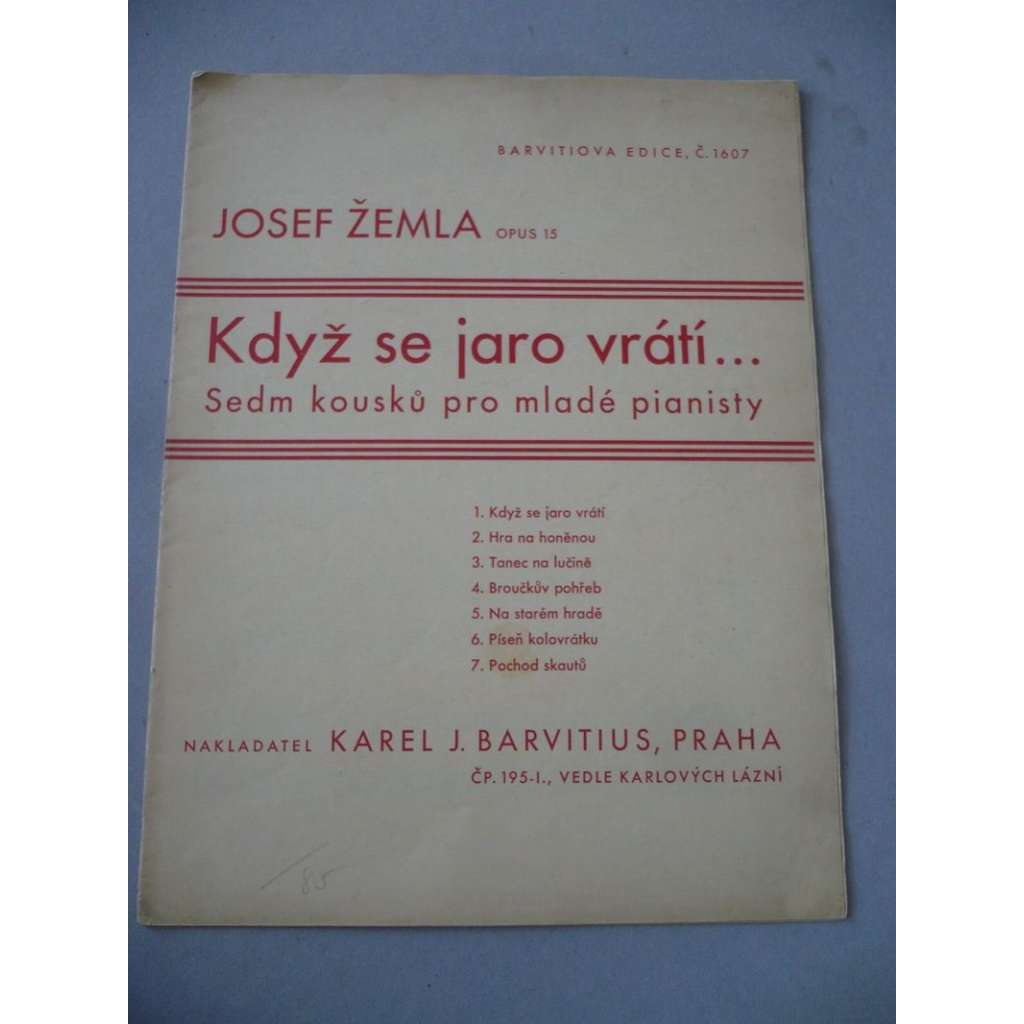 BARVITIOVA EDICE, Č. 1607
JOSEF ŽEMLA OPUS 15
Když se jaro vrátí...
Sedm kousků pro mladé pianisty
1. Když se jaro vrátí
2. Hra na honěnou
3. Tanec na lučině
4. Broučkův pohřeb
5. Na starém hradě
6. Píseň kolovrátku
7. Pochod skautů
NAKLADATEL KAREL J. BARVITIUS, PRAHA
ČP. 195-I., VEDLE KARLOVÝCH LÁZNÍ
/85